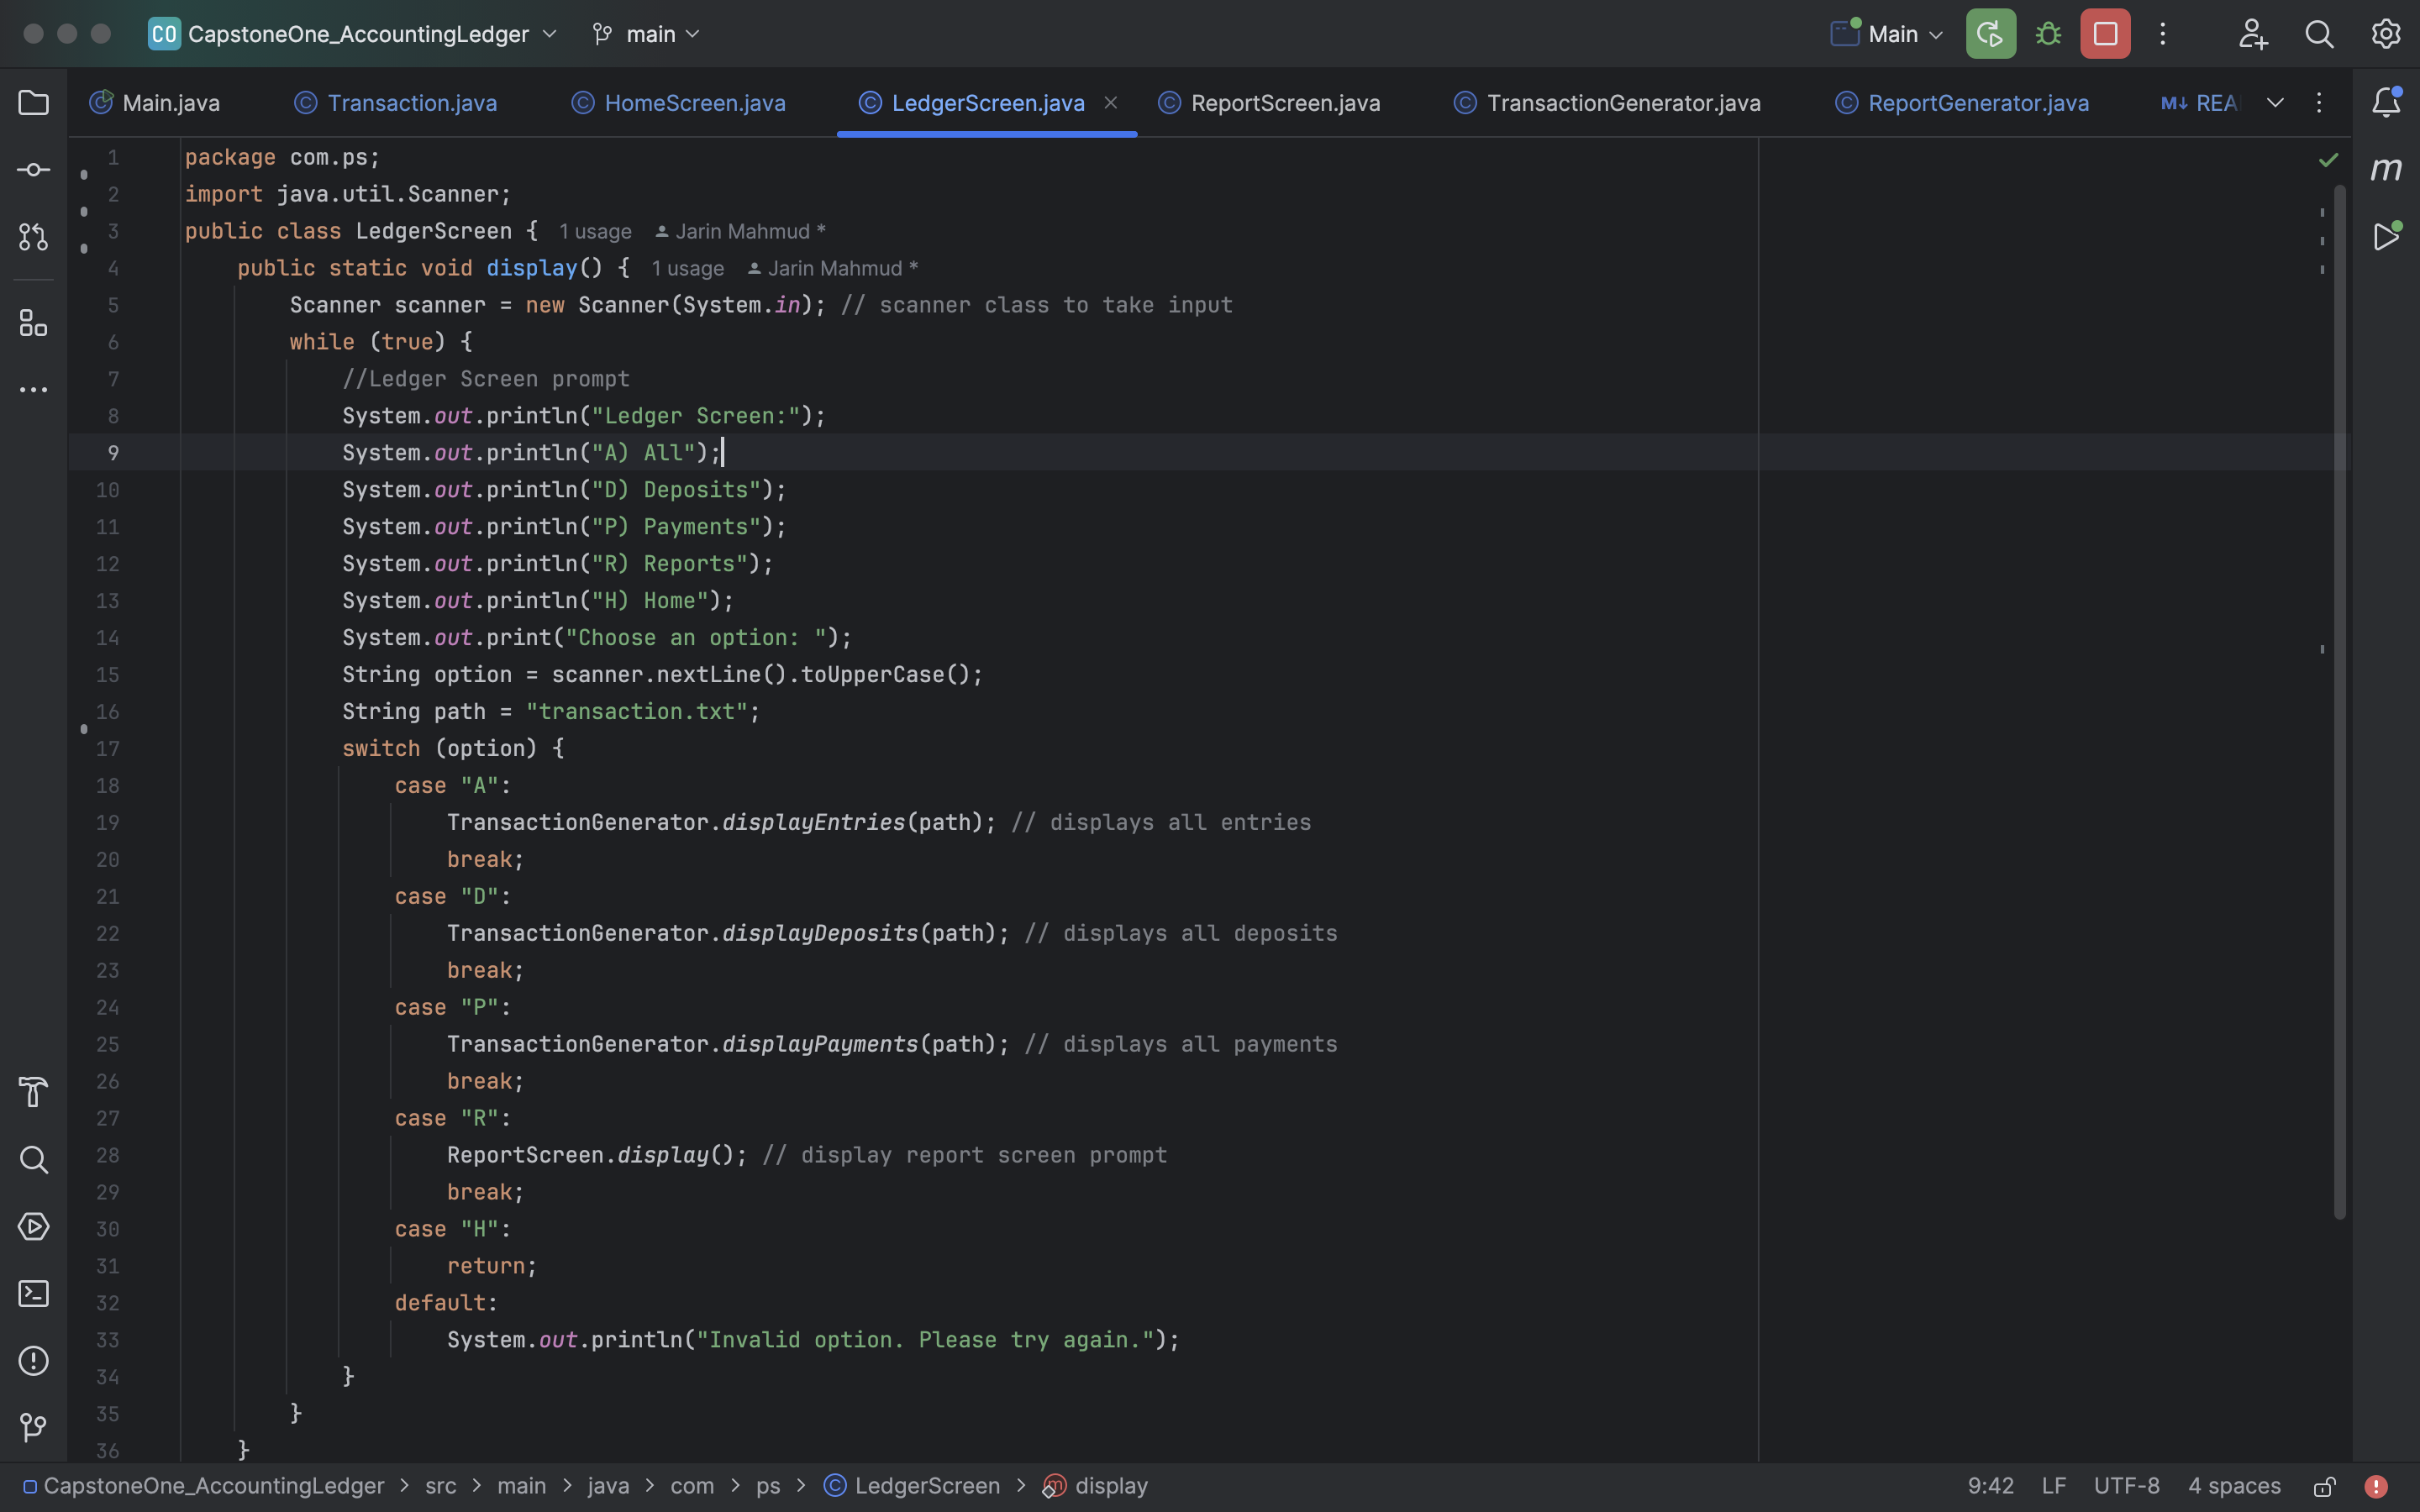 CO CapstoneOne_AccountingLedger main Main
Main.java Transaction.java HomeScreen.java LedgerScreen.java ReportScreen.java TransactionGenerator.java ReportGenerator.java M↓ REA
1 package com.ps;
2 import java.util.Scanner;
3 public class LedgerScreen { 1 usage Jarin Mahmud *
4 public static void display() { 1 usage Jarin Mahmud *
5 Scanner scanner = new Scanner(System.in); // scanner class to take input
6 while (true) {
7 //Ledger Screen prompt
8 System.out.println("Ledger Screen:");
9 System.out.println("A) All");
10 System.out.println("D) Deposits");
11 System.out.println("P) Payments");
12 System.out.println("R) Reports");
13 System.out.println("H) Home");
14 System.out.print("Choose an option: ");
15 String option = scanner.nextLine().toUpperCase();
16 String path = "transaction.txt";
17 switch (option) {
18 case "A":
19 TransactionGenerator.displayEntries(path); // displays all entries
20 break;
21 case "D":
22 TransactionGenerator.displayDeposits(path); // displays all deposits
23 break;
24 case "P":
25 TransactionGenerator.displayPayments(path); // displays all payments
26 break;
27 case "R":
28 ReportScreen.display(); // display report screen prompt
29 break;
30 case "H":
31 return;
32 default:
33 System.out.println("Invalid option. Please try again.");
34 }
35 }
36 }
CapstoneOne_AccountingLedger > src > main > java > com > ps > LedgerScreen > display 9:42 LF UTF-8 4 spaces